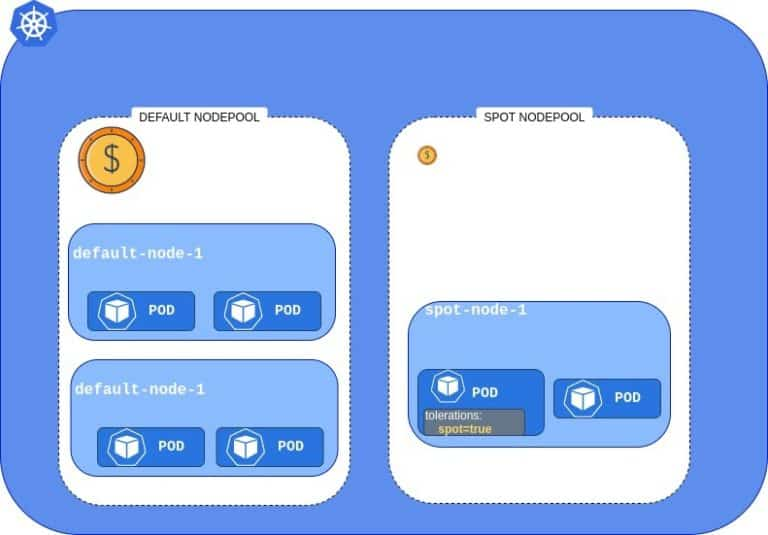 DEFAULT NODEPOOL
$
default-node-1
POD
POD
default-node-1
POD
POD
SPOT NODEPOOL
$
spot-node-1
POD
tolerations:
spot=true
POD